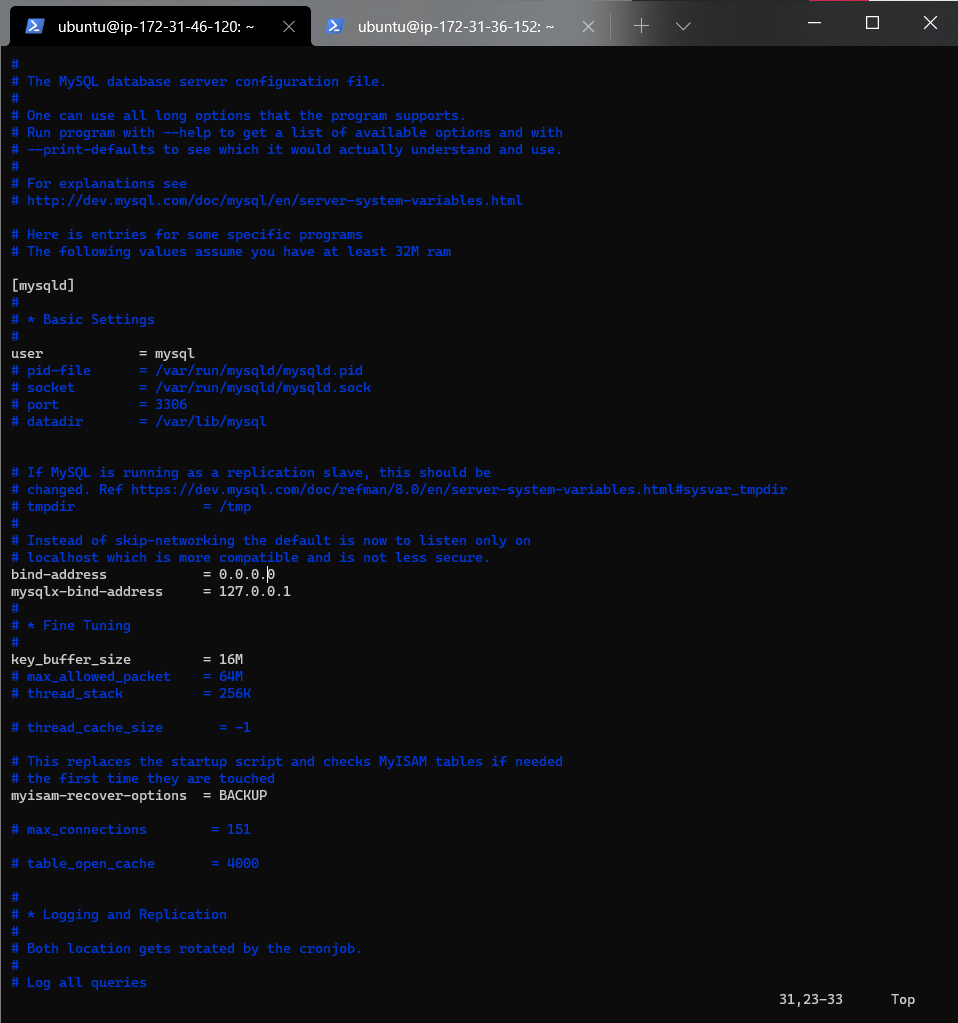 ubuntu@ip-172-31-46-120: ~
ubuntu@ip-172-31-36-152: ~
#
# The MySQL database server configuration file.
#
# One can use all long options that the program supports.
# Run program with --help to get a list of available options and with
# --print-defaults to see which it would actually understand and use.
#
# For explanations see
# http://dev.mysql.com/doc/mysql/en/server-system-variables.html
# Here is entries for some specific programs
# The following values assume you have at least 32M ram
[mysqld]
#
# * Basic Settings
#
user            = mysql
# pid-file      = /var/run/mysqld/mysqld.pid
# socket        = /var/run/mysqld/mysqld.sock
# port          = 3306
# datadir       = /var/lib/mysql
# If MySQL is running as a replication slave, this should be
# changed. Ref https://dev.mysql.com/doc/refman/8.0/en/server-system-variables.html#sysvar_tmpdir
# tmpdir                = /tmp
#
# Instead of skip-networking the default is now to listen only on
# localhost which is more compatible and is not less secure.
bind-address            = 0.0.0.0
mysqlx-bind-address     = 127.0.0.1
#
# * Fine Tuning
#
key_buffer_size         = 16M
# max_allowed_packet    = 64M
# thread_stack          = 256K
# thread_cache_size       = -1
# This replaces the startup script and checks MyISAM tables if needed
# the first time they are touched
myisam-recover-options  = BACKUP
# max_connections        = 151
# table_open_cache       = 4000
#
# * Logging and Replication
#
# Both location gets rotated by the cronjob.
#
# Log all queries
31,23-33      Top